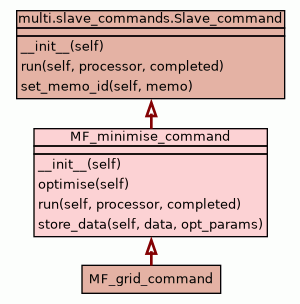 multi.slave_commands.Slave_command
__init__(self)
run(self, processor, completed)
set_memo_id(self, memo)
MF_minimise_command
__init__(self)
optimise(self)
run(self, processor, completed)
store_data(self, data, opt_params)
MF_grid_command